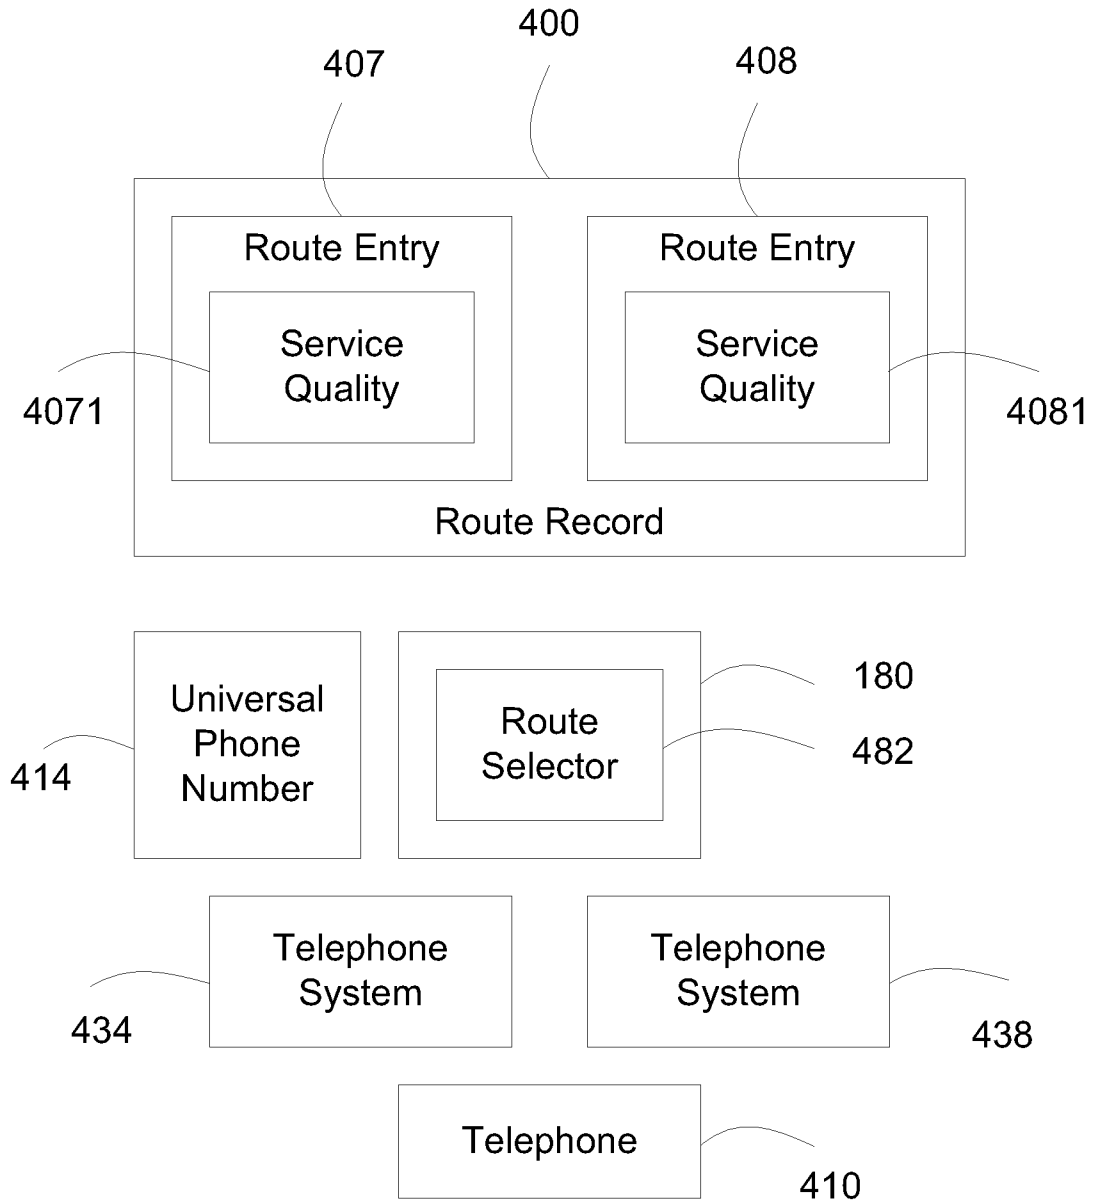 400
407
408
Route Entry
Route Entry
Service
Quality
Service
Quality
4071
4081
Route Record
Universal
Phone
Number
414
Route
Selector
180
482
Telephone
System
434
Telephone
System
438
Telephone
410